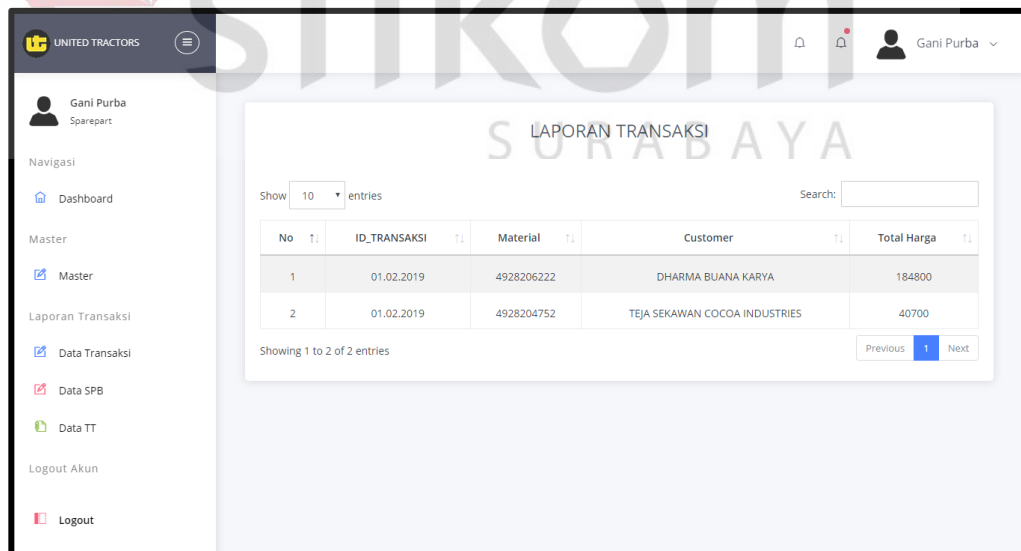 stikom
SURABAYA
UNITED TRACTORS
Gani Purba
Gani Purba
Sparepart
Navigasi
Dashboard
Master
Master
Laporan Transaksi
Data Transaksi
Data SPB
Data TT
Logout Akun
Logout
LAPORAN TRANSAKSI
Show 10 entries
Search:
No ID_TRANSAKSI Material Customer Total Harga
1 01.02.2019 4928206222 DHARMA BUANA KARYA 184800
2 01.02.2019 4928204752 TEJA SEKAWAN COCOA INDUSTRIES 40700
Showing 1 to 2 of 2 entries
Previous 1 Next